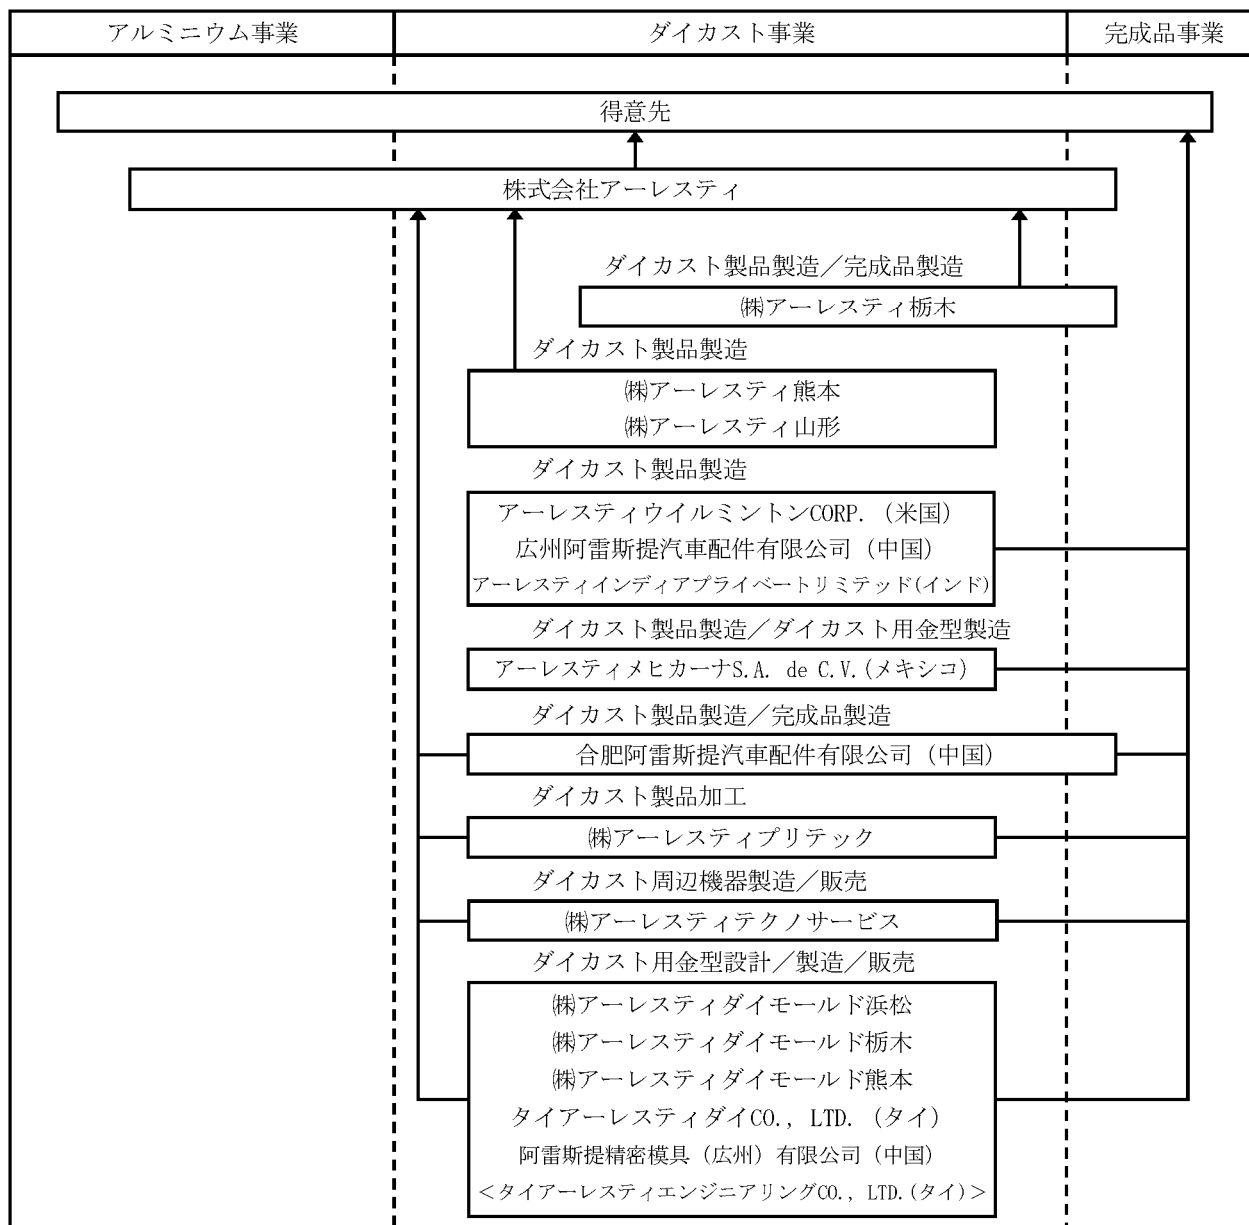 アルミニウム事業
ダイカスト事業
完成品事業
得意先
株式会社アーレスティ
ダイカスト製品製造／完成品製造
㈱アーレスティ栃木
ダイカスト製品製造
㈱アーレスティ熊本
㈱アーレスティ山形
ダイカスト製品製造
アーレスティウイルミントンCORP.（米国）
広州阿雷斯提汽車配件有限公司（中国）
アーレスティインディアプライベートリミテッド(インド)
ダイカスト製品製造／ダイカスト用金型製造
アーレスティメヒカーナS.A. de C.V.(メキシコ)
ダイカスト製品製造／完成品製造
合肥阿雷斯提汽車配件有限公司（中国）
ダイカスト製品加工
㈱アーレスティプリテック
ダイカスト周辺機器製造／販売
㈱アーレスティテクノサービス
ダイカスト用金型設計／製造／販売
㈱アーレスティダイモールド浜松
㈱アーレスティダイモールド栃木
㈱アーレスティダイモールド熊本
タイアーレスティダイCO., LTD.（タイ）
阿雷斯提精密模具（広州）有限公司（中国）
＜タイアーレスティエンジニアリングCO., LTD.(タイ)＞